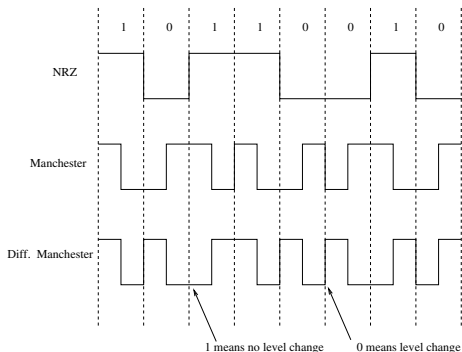 1 0 1 1 0 0 1 0
NRZ
Manchester
Diff. Manchester
1 means no level change 0 means level change